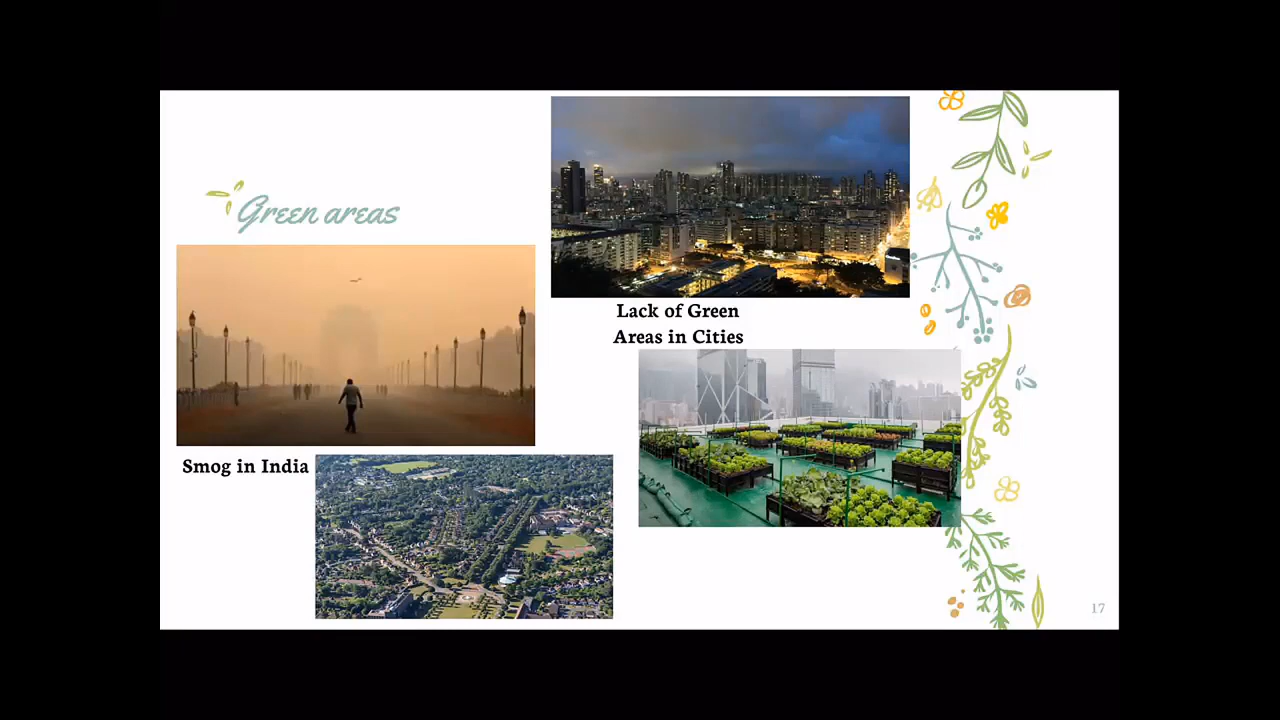 Green areas
Lack of Green
Areas in Cities
Smog in India
17